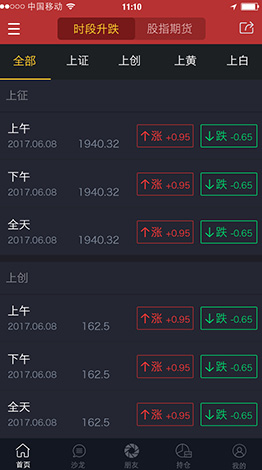 中国移动 11:10
时段升跌 股指期货
全部 上证 上创 上黄 上白
上征
上午
2017.06.08 1940.32 涨 +0.95 跌 -0.65
下午
2017.06.08 1940.32 涨 +0.95 跌 -0.65
全天
2017.06.08 1940.32 涨 +0.95 跌 -0.65
上创
上午
2017.06.08 162.5 涨 +0.95 跌 -0.65
下午
2017.06.08 162.5 涨 +0.95 跌 -0.65
全天
2017.06.08 162.5 涨 +0.95 跌 -0.65
首页 沙龙 朋友 持仓 我的